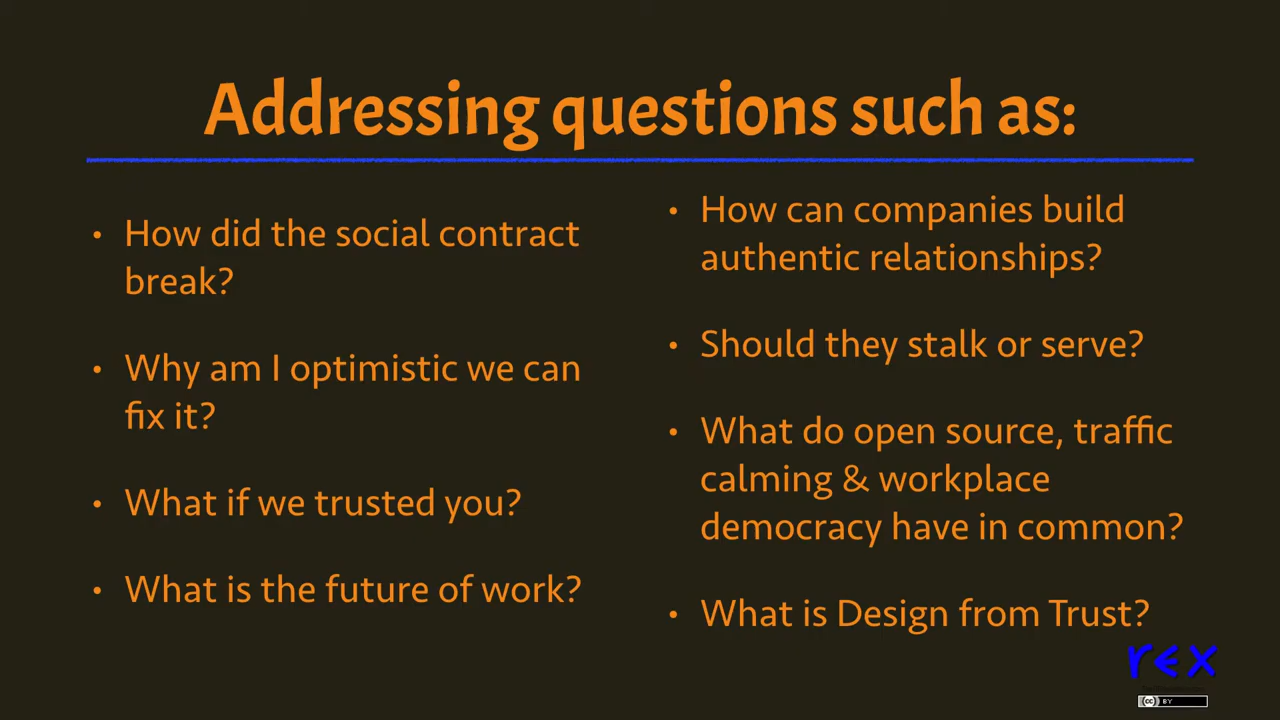 Addressing questions such as:
• How did the social contract
break?
• Why am I optimistic we can
fix it?
• What if we trusted you?
• What is the future of work?
• How can companies build
authentic relationships?
• Should they stalk or serve?
• What do open source, traffic
calming & workplace
democracy have in common?
• What is Design from Trust?
rex
cc BY